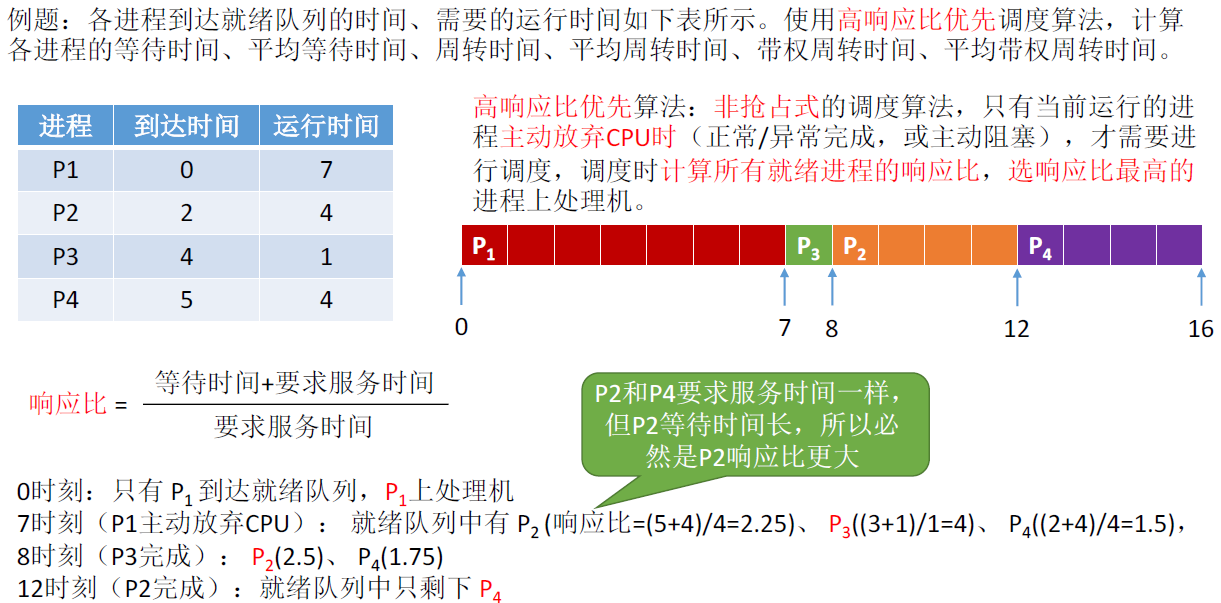 例题：各进程到达就绪队列的时间、需要的运行时间如下表所示。使用高响应比优先调度算法，计算
各进程的等待时间、平均等待时间、周转时间、平均周转时间、带权周转时间、平均带权周转时间。
进程 到达时间 运行时间
P1 0 7
P2 2 4
P3 4 1
P4 5 4
高响应比优先算法：非抢占式的调度算法，只有当前运行的进
程主动放弃CPU时（正常/异常完成，或主动阻塞），才需要进
行调度，调度时计算所有就绪进程的响应比，选响应比最高的
进程上处理机。
P1 P3 P2 P4
0 7 8 12 16
响应比 = 等待时间+要求服务时间
要求服务时间
P2和P4要求服务时间一样，
但P2等待时间长，所以必
然是P2响应比更大
0时刻：只有 P1 到达就绪队列，P1上处理机
7时刻（P1主动放弃CPU）： 就绪队列中有 P2 (响应比=(5+4)/4=2.25)、 P3((3+1)/1=4)、 P4((2+4)/4=1.5)，
8时刻（P3完成）： P2(2.5)、 P4(1.75)
12时刻（P2完成）：就绪队列中只剩下 P4